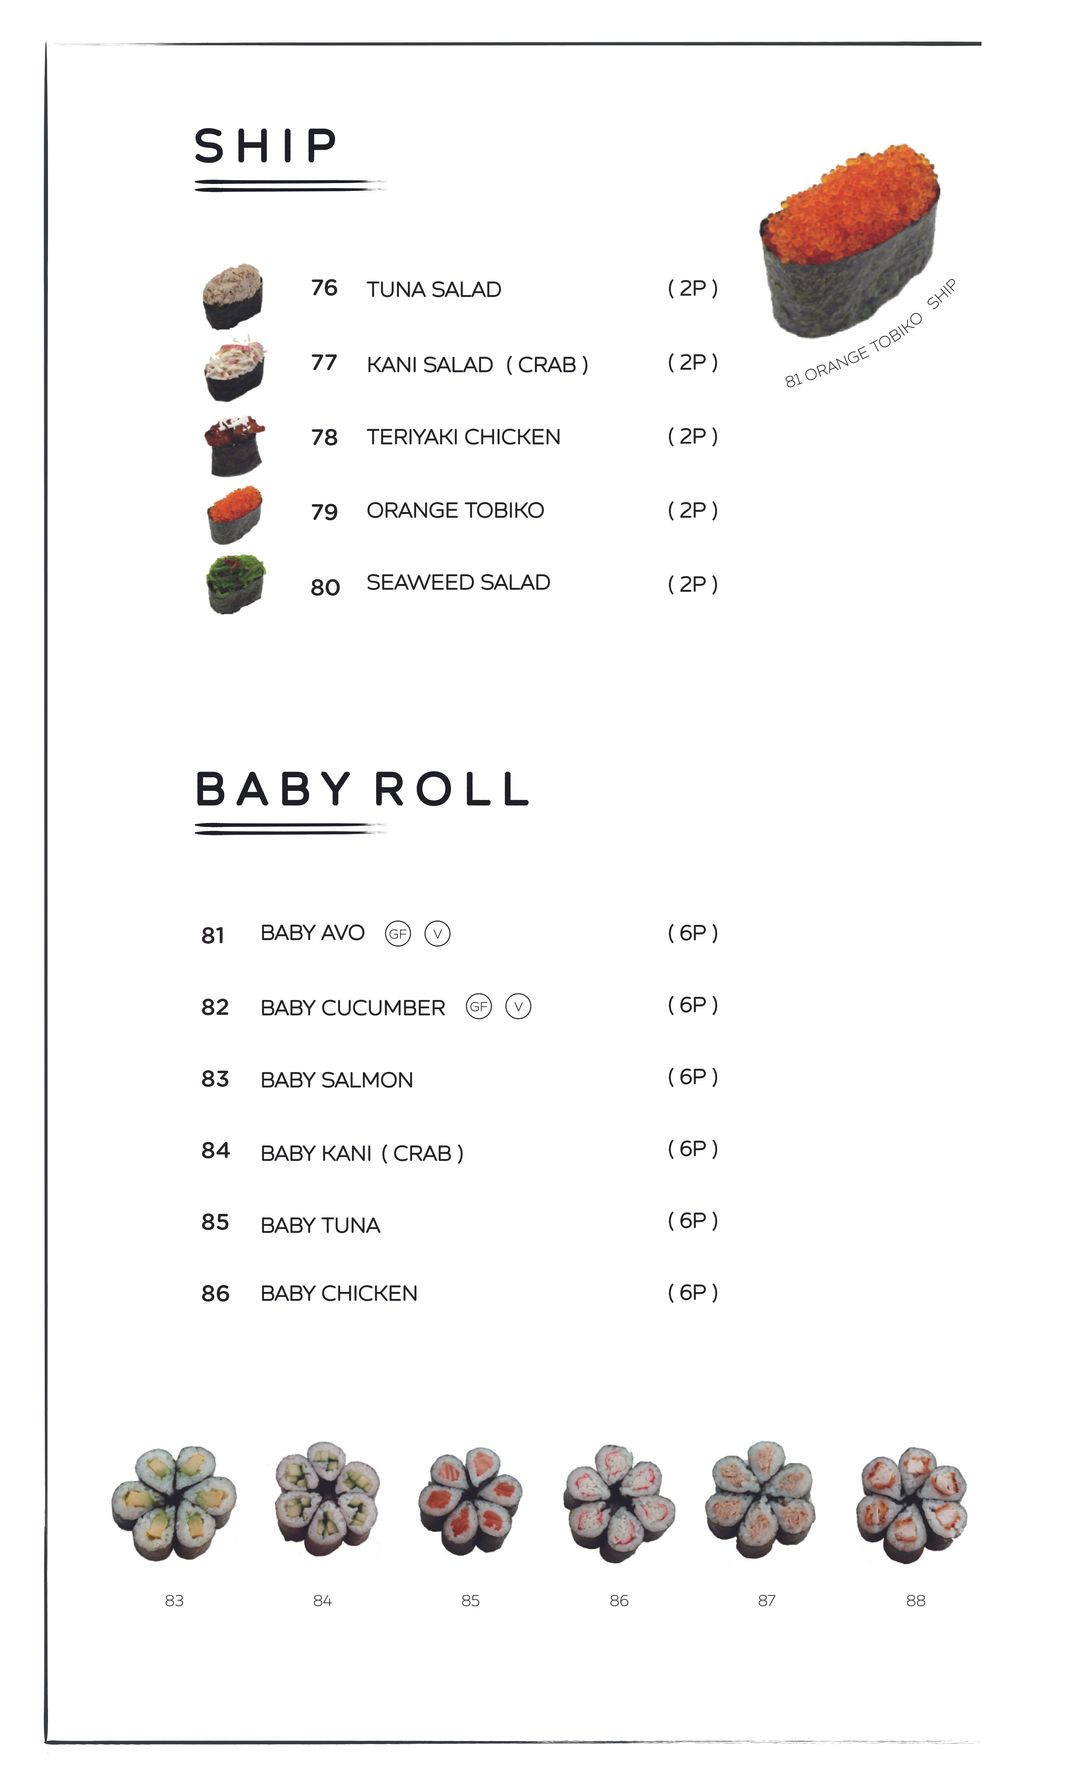 SHIP
76 TUNA SALAD ( 2P )
77 KANI SALAD ( CRAB ) ( 2P )
78 TERIYAKI CHICKEN ( 2P )
79 ORANGE TOBIKO ( 2P )
80 SEAWEED SALAD ( 2P )
81 ORANGE TOBIKO SHIP
BABY ROLL
81 BABY AVO GF V ( 6P )
82 BABY CUCUMBER GF V ( 6P )
83 BABY SALMON ( 6P )
84 BABY KANI ( CRAB ) ( 6P )
85 BABY TUNA ( 6P )
86 BABY CHICKEN ( 6P )
83 84 85 86 87 88